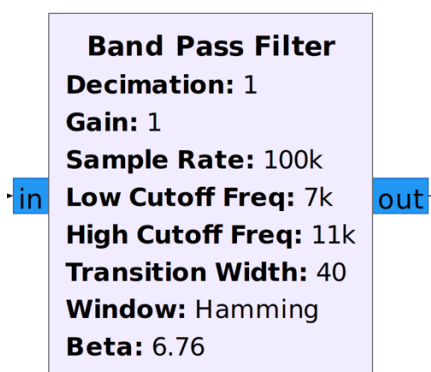 Band Pass Filter
Decimation: 1
Gain: 1
Sample Rate: 100k
in
Low Cutoff Freq: 7k
out
High Cutoff Freq: 11k
Transition Width: 40
Window: Hamming
Beta: 6.76